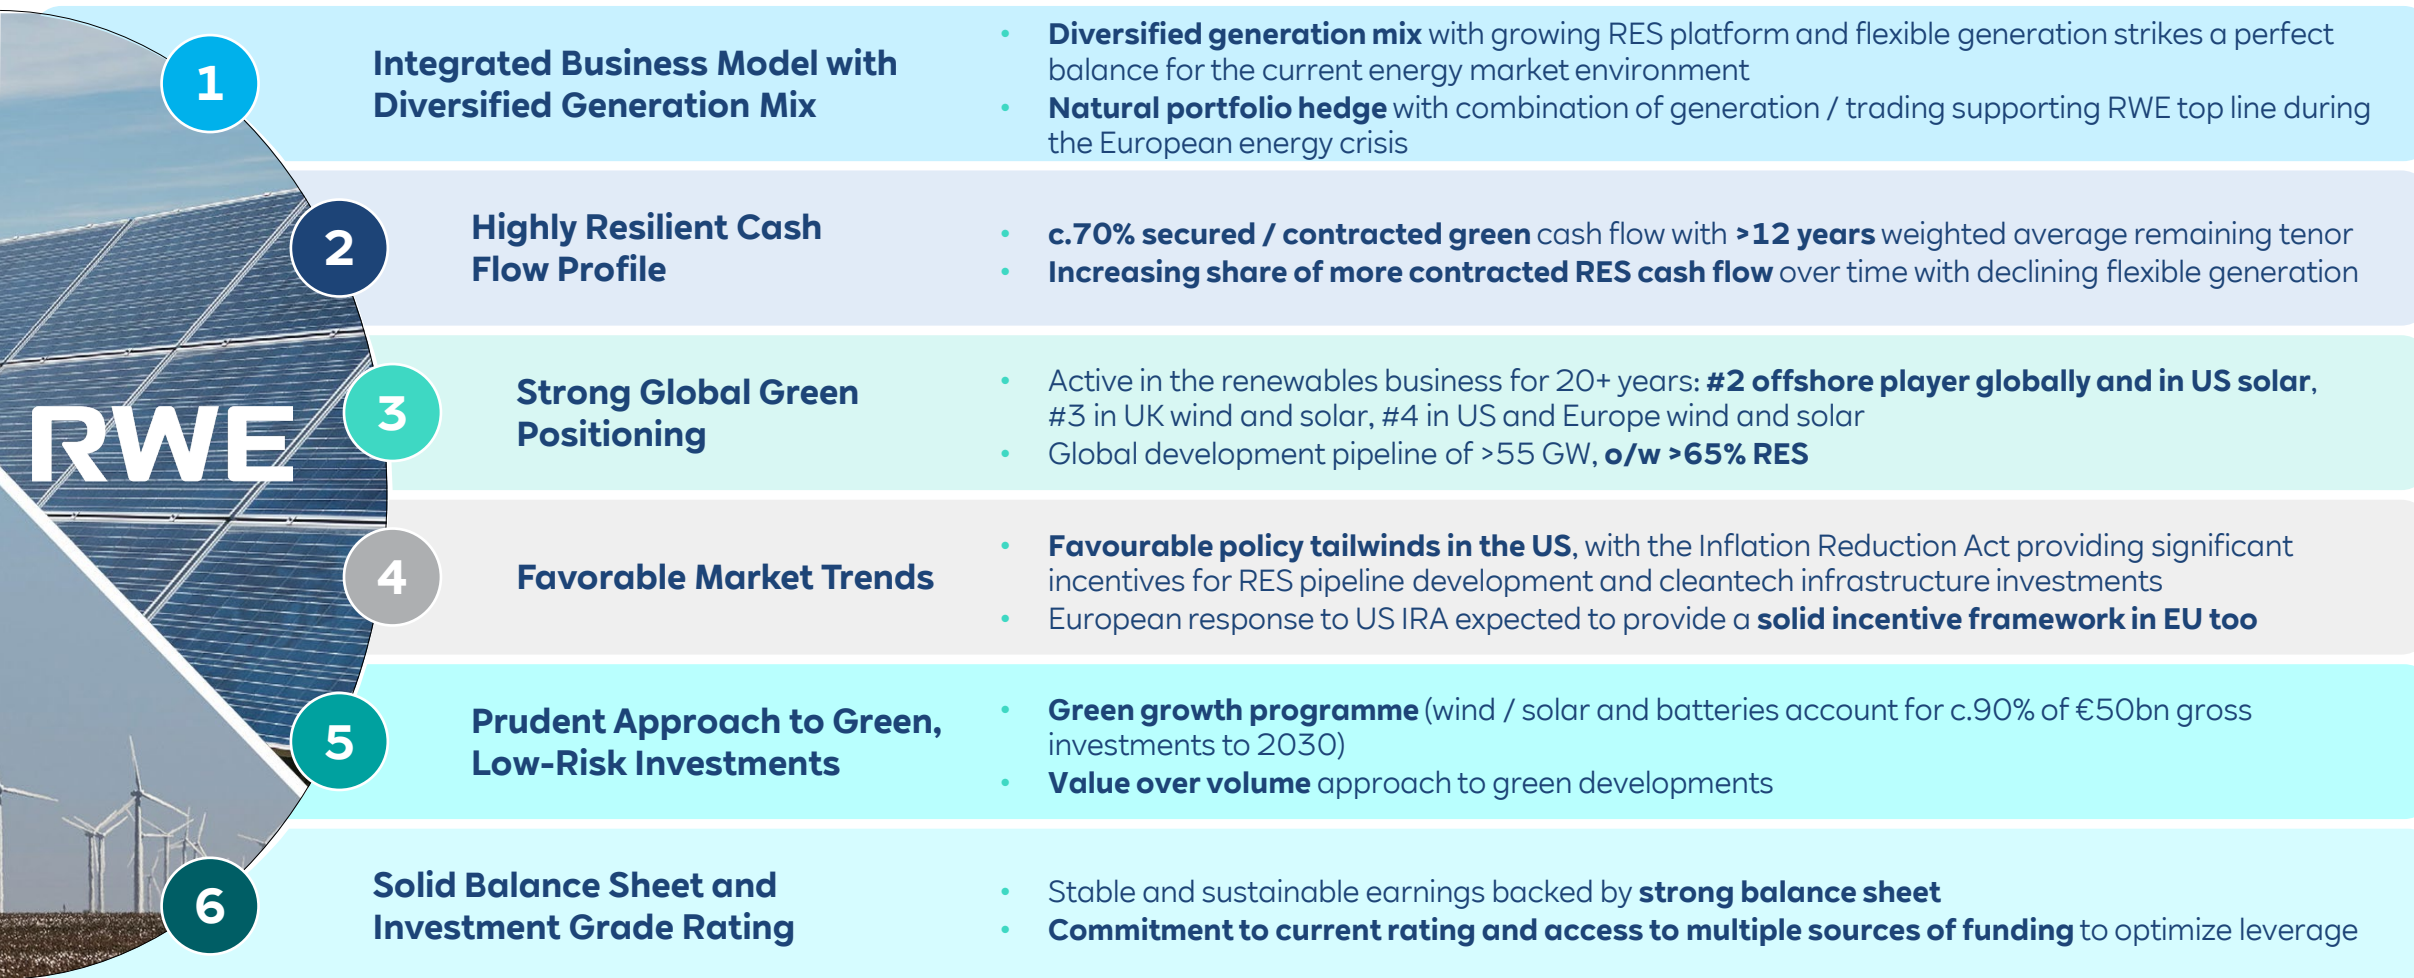 RWE
1
Integrated Business Model with
Diversified Generation Mix
• Diversified generation mix with growing RES platform and flexible generation strikes a perfect
balance for the current energy market environment
• Natural portfolio hedge with combination of generation / trading supporting RWE top line during
the European energy crisis
2
Highly Resilient Cash
Flow Profile
• c.70% secured / contracted green cash flow with >12 years weighted average remaining tenor
• Increasing share of more contracted RES cash flow over time with declining flexible generation
3
Strong Global Green
Positioning
• Active in the renewables business for 20+ years: #2 offshore player globally and in US solar,
#3 in UK wind and solar, #4 in US and Europe wind and solar
• Global development pipeline of >55 GW, o/w >65% RES
4
Favorable Market Trends
• Favourable policy tailwinds in the US, with the Inflation Reduction Act providing significant
incentives for RES pipeline development and cleantech infrastructure investments
• European response to US IRA expected to provide a solid incentive framework in EU too
5
Prudent Approach to Green,
Low-Risk Investments
• Green growth programme (wind / solar and batteries account for c.90% of €50bn gross
investments to 2030)
• Value over volume approach to green developments
6
Solid Balance Sheet and
Investment Grade Rating
• Stable and sustainable earnings backed by strong balance sheet
• Commitment to current rating and access to multiple sources of funding to optimize leverage